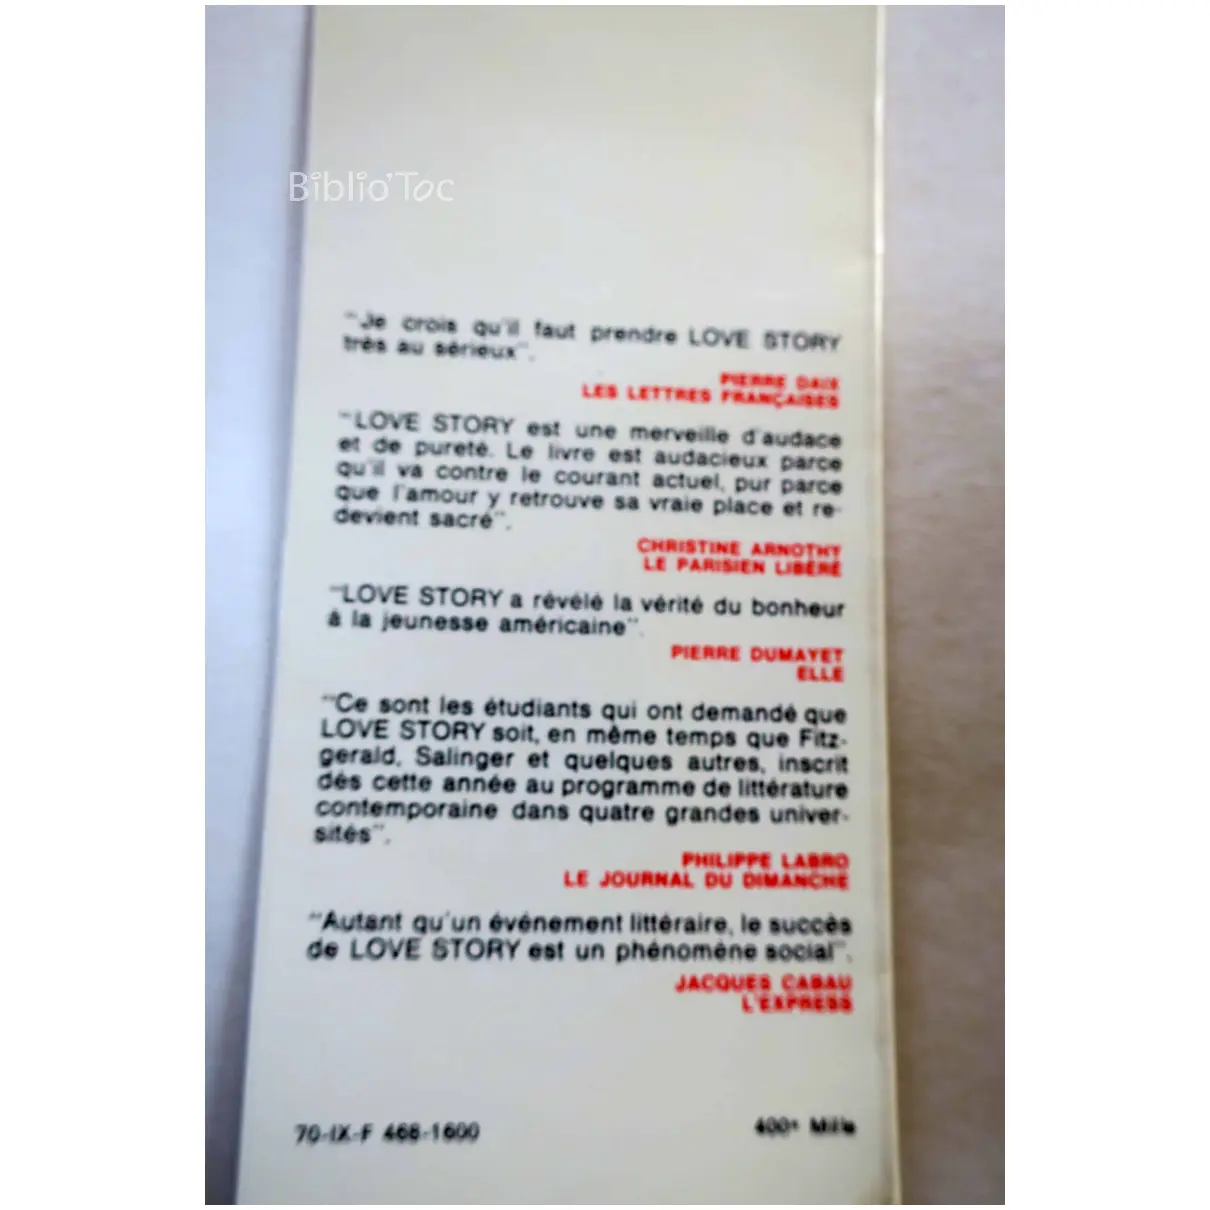 Biblio'Toc
"Je crois qu'il faut prendre LOVE STORY
très au sérieux".
PIERRE DAIX
LES LETTRES FRANÇAISES
"LOVE STORY est une merveille d'audace
et de pureté. Le livre est audacieux parce
qu'il va contre le courant actuel, pur parce
que l'amour y retrouve sa vraie place et re-
devient sacré".
CHRISTINE ARNOTHY
LE PARISIEN LIBÉRÉ
"LOVE STORY a révélé la vérité du bonheur
à la jeunesse américaine".
PIERRE DUMAYET
ELLE
"Ce sont les étudiants qui ont demandé que
LOVE STORY soit, en même temps que Fitz-
gerald, Salinger et quelques autres, inscrit
dès cette année au programme de littérature
contemporaine dans quatre grandes univer-
sités".
PHILIPPE LABRO
LE JOURNAL DU DIMANCHE
"Autant qu'un événement littéraire, le succès
de LOVE STORY est un phénomène social".
JACQUES CABAU
L'EXPRESS
70-IX-F 466-1600
400e Mille